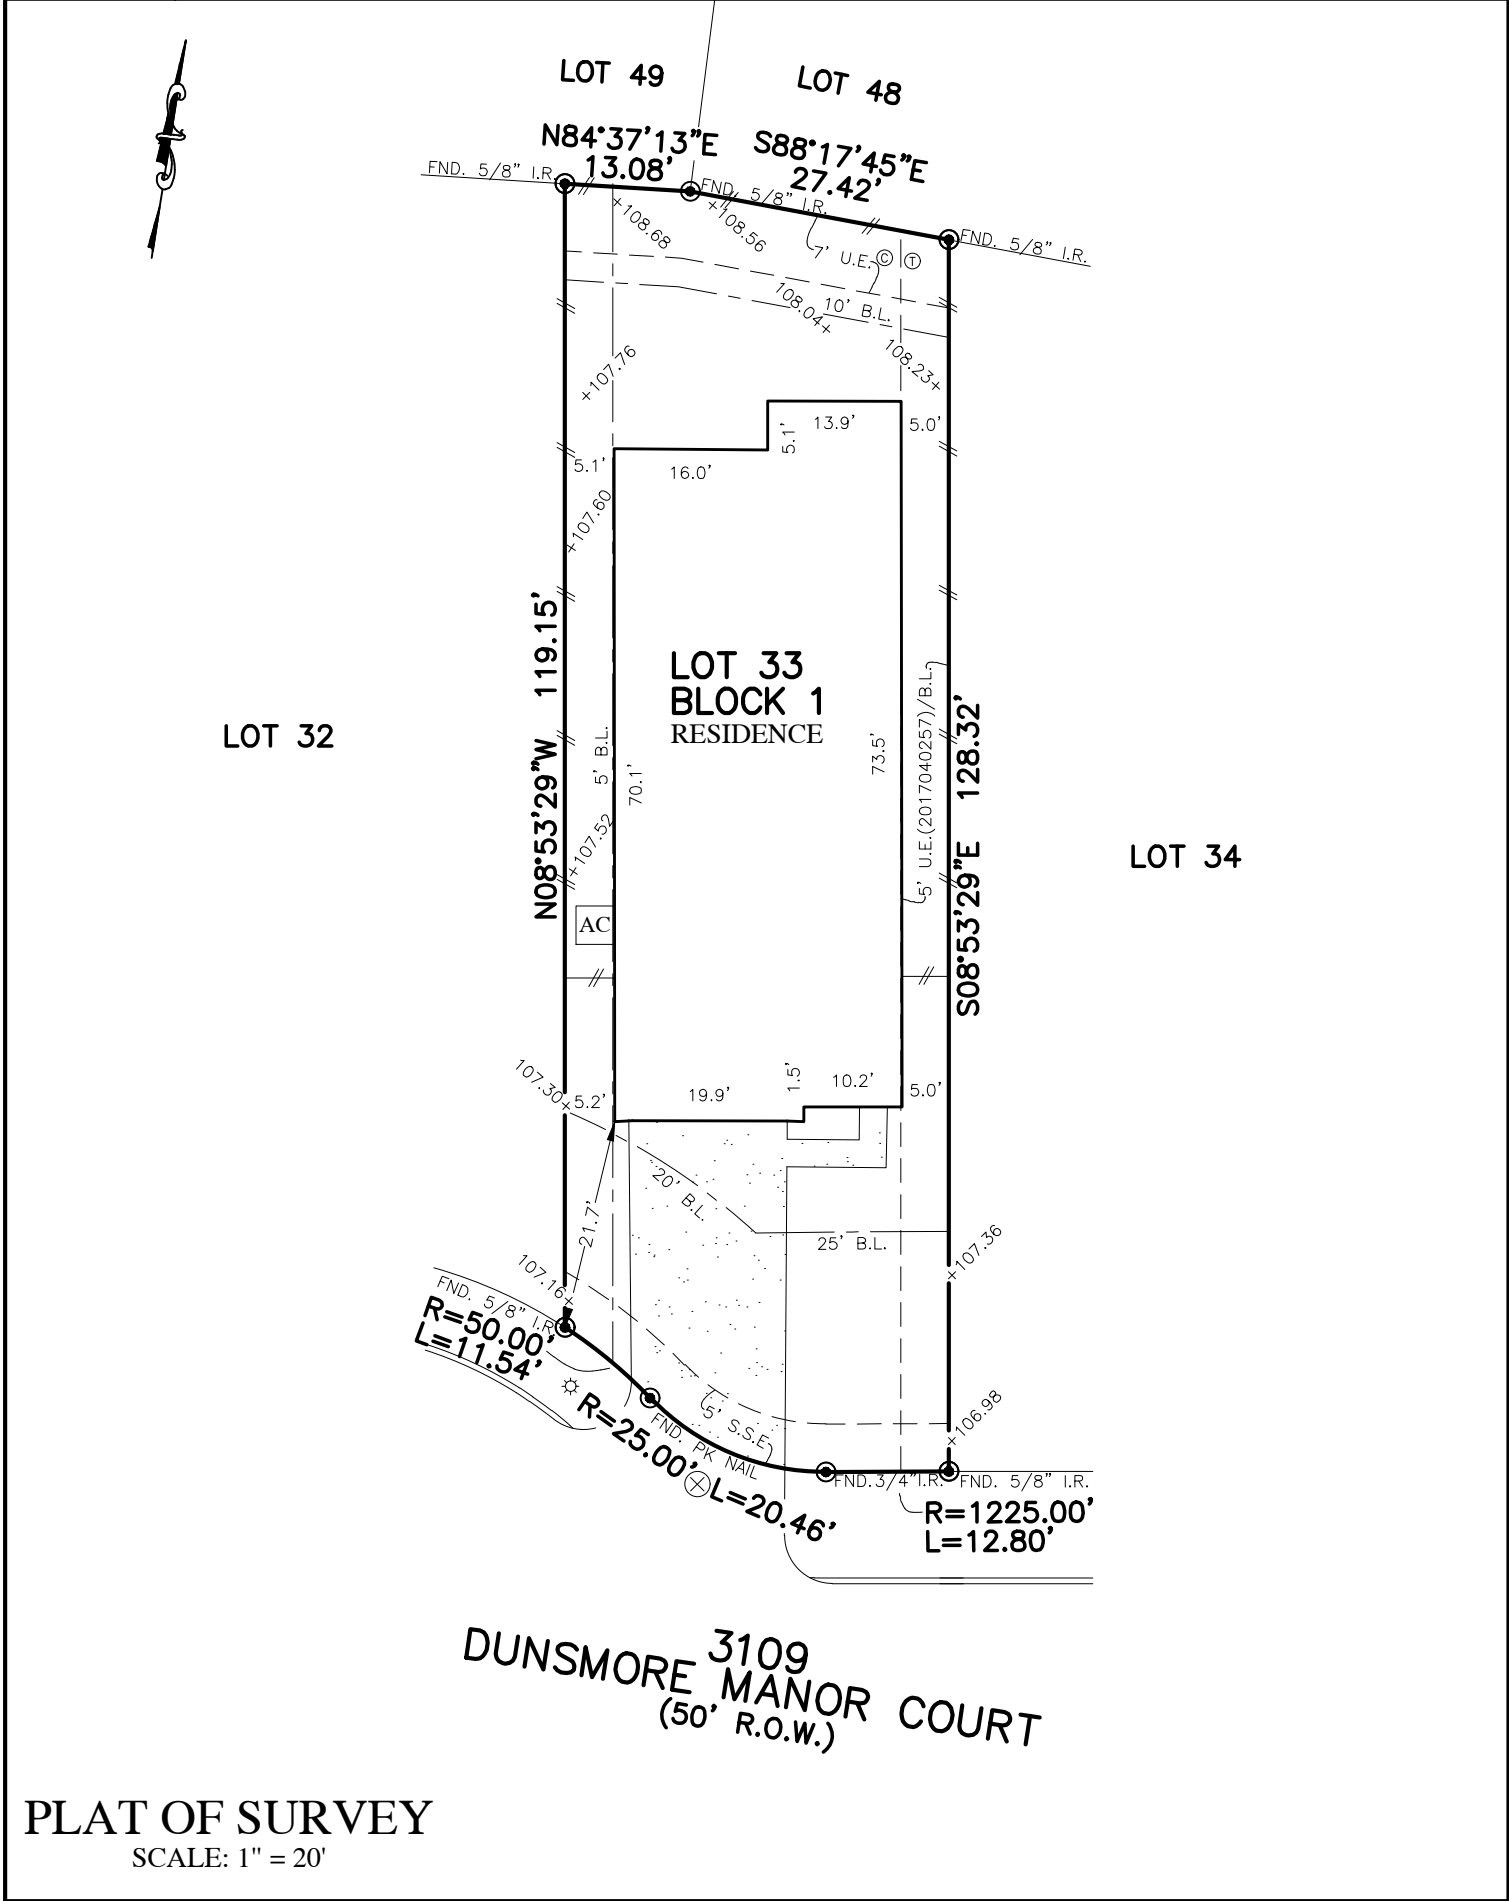 LOT 49
LOT 48
N84°37'13"E
13.08'
S88°17'45"E
27.42'
FND. 5/8" I.R.
FND. 5/8" I.R.
FND. 5/8" I.R.
+108.68
+108.56
7' U.E.
C
T
10' B.L.
108.04+
108.23+
+107.76
13.9'
5.0'
5.1'
5.1'
16.0'
+107.60
N08°53'29"W 119.15'
LOT 33
BLOCK 1
RESIDENCE
LOT 32
5' B.L.
70.1'
73.5'
5' U.E.(2017040257)/B.L.
S08°53'29"E 128.32'
LOT 34
+107.52
AC
107.30+
5.2'
19.9'
1.5'
10.2'
5.0'
20' B.L.
21.7'
25' B.L.
+107.36
107.16+
FND. 5/8" I.R.
R=50.00'
L=11.54'
5' S.S.E.
+106.98
FND. PK NAIL
R=25.00' L=20.46'
FND.3/4"I.R.
FND. 5/8" I.R.
R=1225.00'
L=12.80'
3109
DUNSMORE MANOR COURT
(50' R.O.W.)
PLAT OF SURVEY
SCALE: 1" = 20'